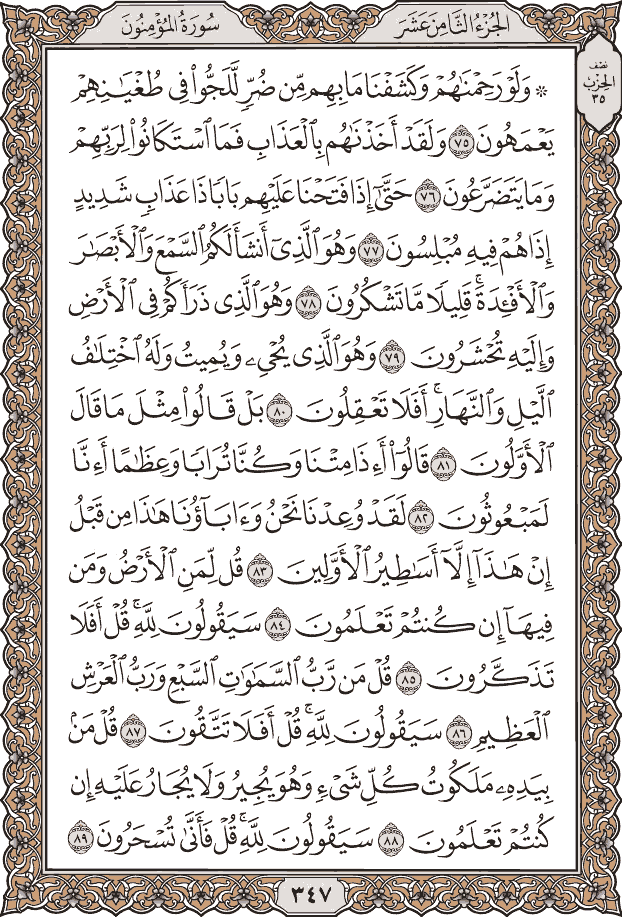 سُورَةُ المُؤْمِنُونَ
الجُزْءُ الثَّامِنَ عَشَرَ
نصف
الحزب
٣٥
۞ وَلَوْ رَحِمْنَٰهُمْ وَكَشَفْنَا مَا بِهِم مِّن ضُرٍّ لَّلَجُّوا۟ فِى طُغْيَٰنِهِمْ
يَعْمَهُونَ ٧٥ وَلَقَدْ أَخَذْنَٰهُم بِٱلْعَذَابِ فَمَا ٱسْتَكَانُوا۟ لِرَبِّهِمْ
وَمَا يَتَضَرَّعُونَ ٧٦ حَتَّىٰٓ إِذَا فَتَحْنَا عَلَيْهِم بَابًا ذَا عَذَابٍ شَدِيدٍ
إِذَا هُمْ فِيهِ مُبْلِسُونَ ٧٧ وَهُوَ ٱلَّذِىٓ أَنشَأَ لَكُمُ ٱلسَّمْعَ وَٱلْأَبْصَٰرَ
وَٱلْأَفْـِٔدَةَ ۚ قَلِيلًا مَّا تَشْكُرُونَ ٧٨ وَهُوَ ٱلَّذِى ذَرَأَكُمْ فِى ٱلْأَرْضِ
وَإِلَيْهِ تُحْشَرُونَ ٧٩ وَهُوَ ٱلَّذِى يُحْىِۦ وَيُمِيتُ وَلَهُ ٱخْتِلَٰفُ
ٱلَّيْلِ وَٱلنَّهَارِ ۚ أَفَلَا تَعْقِلُونَ ٨٠ بَلْ قَالُوا۟ مِثْلَ مَا قَالَ
ٱلْأَوَّلُونَ ٨١ قَالُوٓا۟ أَءِذَا مِتْنَا وَكُنَّا تُرَابًا وَعِظَٰمًا أَءِنَّا
لَمَبْعُوثُونَ ٨٢ لَقَدْ وُعِدْنَا نَحْنُ وَءَابَآؤُنَا هَٰذَا مِن قَبْلُ
إِنْ هَٰذَآ إِلَّآ أَسَٰطِيرُ ٱلْأَوَّلِينَ ٨٣ قُل لِّمَنِ ٱلْأَرْضُ وَمَن
فِيهَآ إِن كُنتُمْ تَعْلَمُونَ ٨٤ سَيَقُولُونَ لِلَّهِ ۚ قُلْ أَفَلَا
تَذَكَّرُونَ ٨٥ قُلْ مَن رَّبُّ ٱلسَّمَٰوَٰتِ ٱلسَّبْعِ وَرَبُّ ٱلْعَرْشِ
ٱلْعَظِيمِ ٨٦ سَيَقُولُونَ لِلَّهِ ۚ قُلْ أَفَلَا تَتَّقُونَ ٨٧ قُلْ مَنۢ
بِيَدِهِۦ مَلَكُوتُ كُلِّ شَىْءٍ وَهُوَ يُجِيرُ وَلَا يُجَارُ عَلَيْهِ إِن
كُنتُمْ تَعْلَمُونَ ٨٨ سَيَقُولُونَ لِلَّهِ ۚ قُلْ فَأَنَّىٰ تُسْحَرُونَ ٨٩
٣٤٧